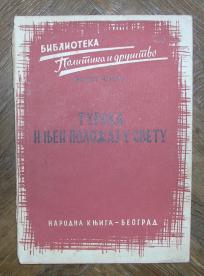 БИБЛИОТЕКА
Политика и друштво
ТУРСКА
И ЊЕН ПОЛОЖАЈ У СВЕТУ
НАРОДНА КЊИГА – БЕОГРАД